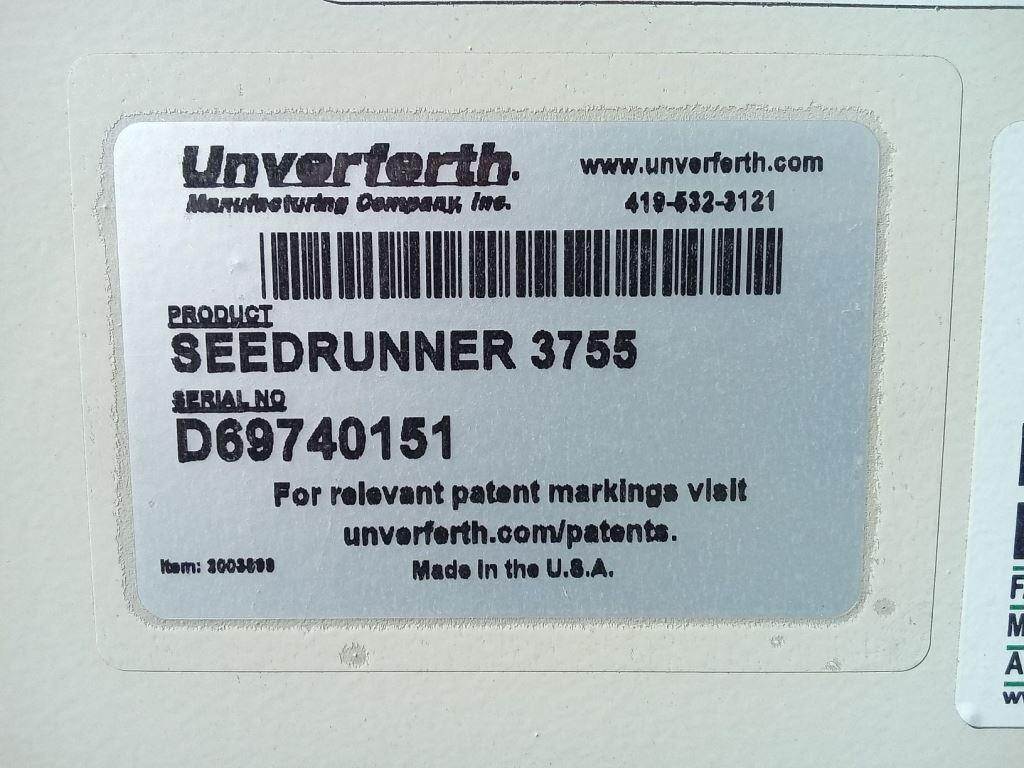 Unverferth.
Manufacturing Company, Inc.
www.unverferth.com
419-532-3121
PRODUCT
SEEDRUNNER 3755
SERIAL NO
D69740151
For relevant patent markings visit
unverferth.com/patents.
Item:
Made in the U.S.A.